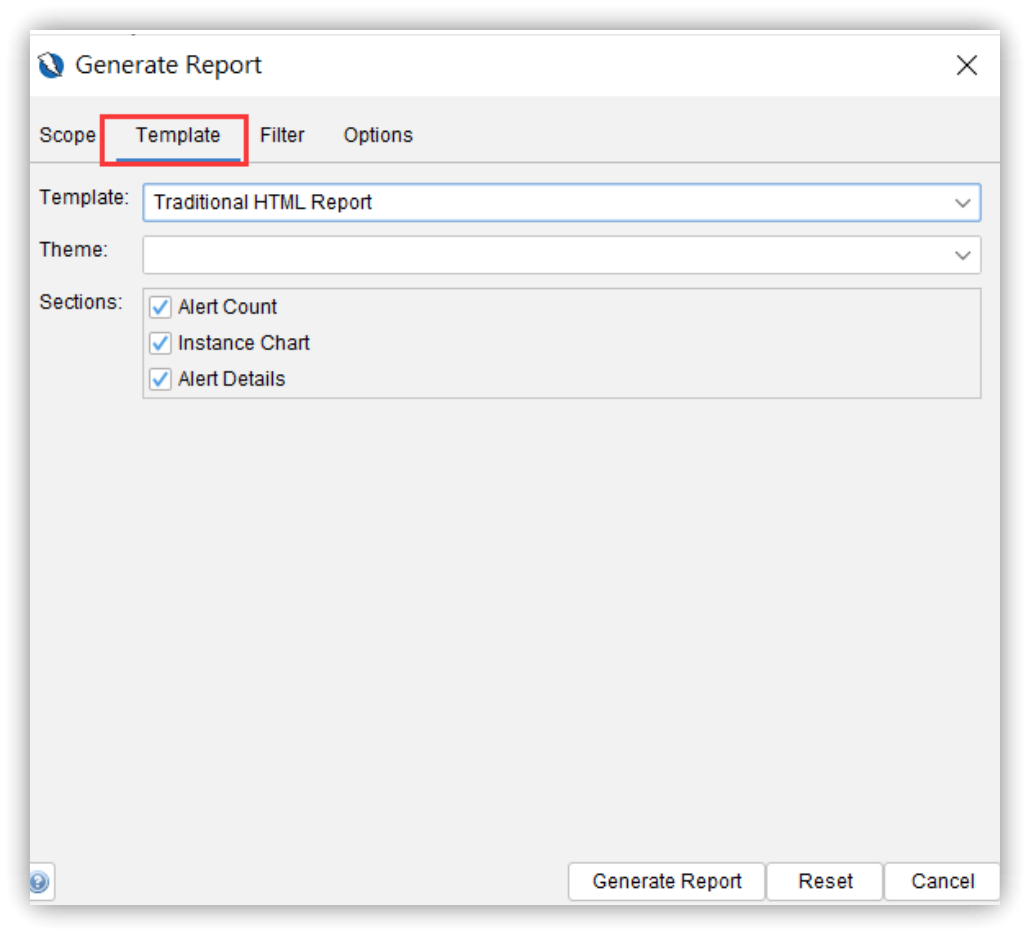 Generate Report
Scope Template Filter Options
Template: Traditional HTML Report
Theme:
Sections: Alert Count
Instance Chart
Alert Details
? Generate Report Reset Cancel